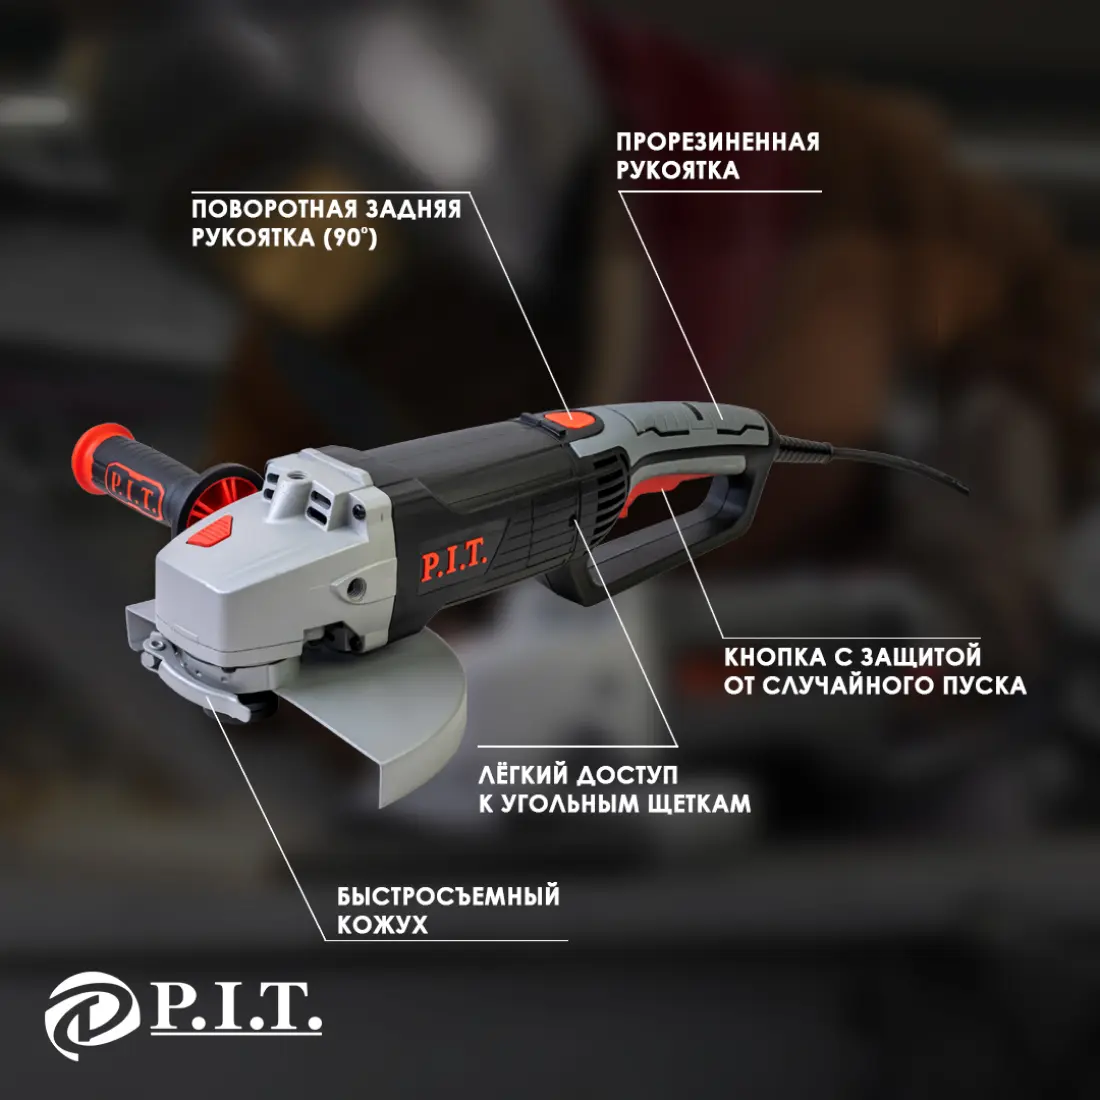 ПРОРЕЗИНЕННАЯ
РУКОЯТКА
ПОВОРОТНАЯ ЗАДНЯЯ
РУКОЯТКА (90°)
P.I.T.
P.I.T.
КНОПКА С ЗАЩИТОЙ
ОТ СЛУЧАЙНОГО ПУСКА
ЛЁГКИЙ ДОСТУП
К УГОЛЬНЫМ ЩЕТКАМ
БЫСТРОСЪЕМНЫЙ
КОЖУХ
P.I.T.